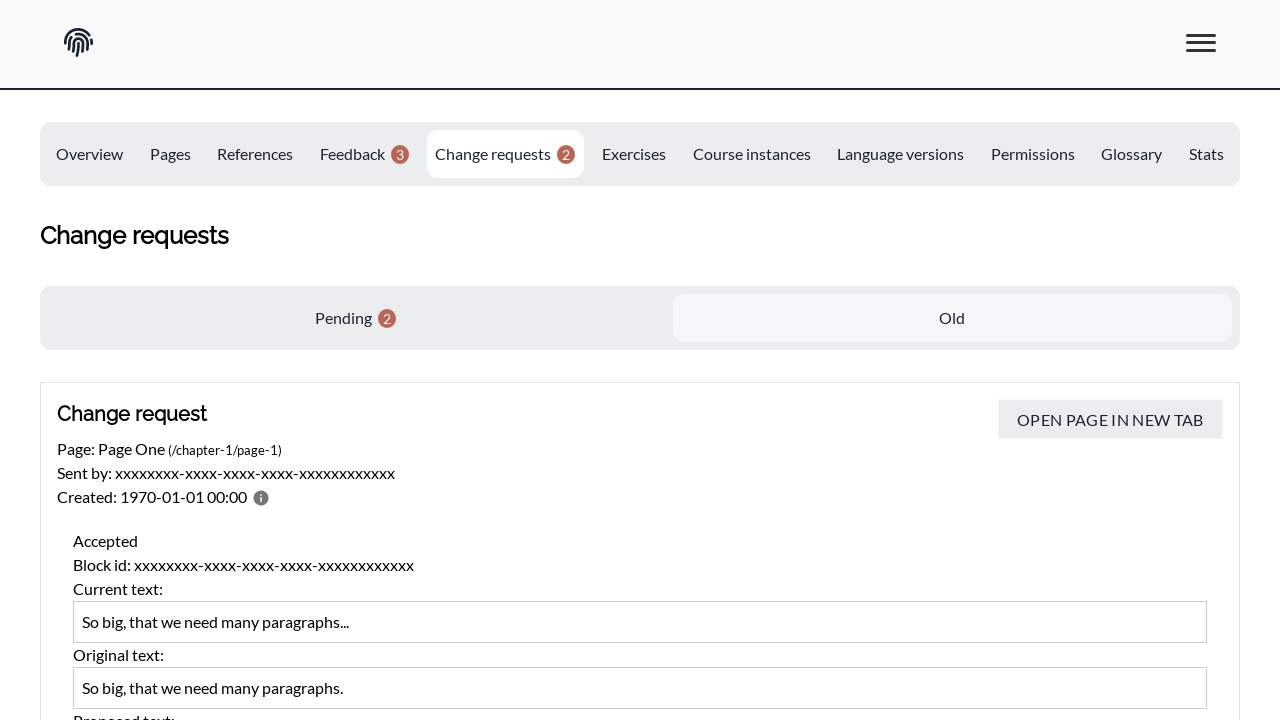 Overview Pages References Feedback 3 Change requests 2 Exercises Course instances Language versions Permissions Glossary Stats
Change requests
Pending 2 Old
Change request
OPEN PAGE IN NEW TAB
Page: Page One (/chapter-1/page-1)
Sent by: xxxxxxxx-xxxx-xxxx-xxxx-xxxxxxxxxxxx
Created: 1970-01-01 00:00
Accepted
Block id: xxxxxxxx-xxxx-xxxx-xxxx-xxxxxxxxxxxx
Current text:
So big, that we need many paragraphs...
Original text:
So big, that we need many paragraphs.
Proposed text: